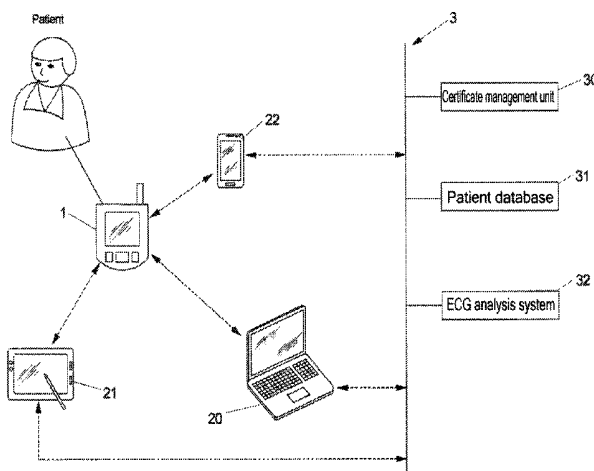 Patient
3
30
Certificate management unit
22
31
Patient database
1
32
ECG analysis system
21
20